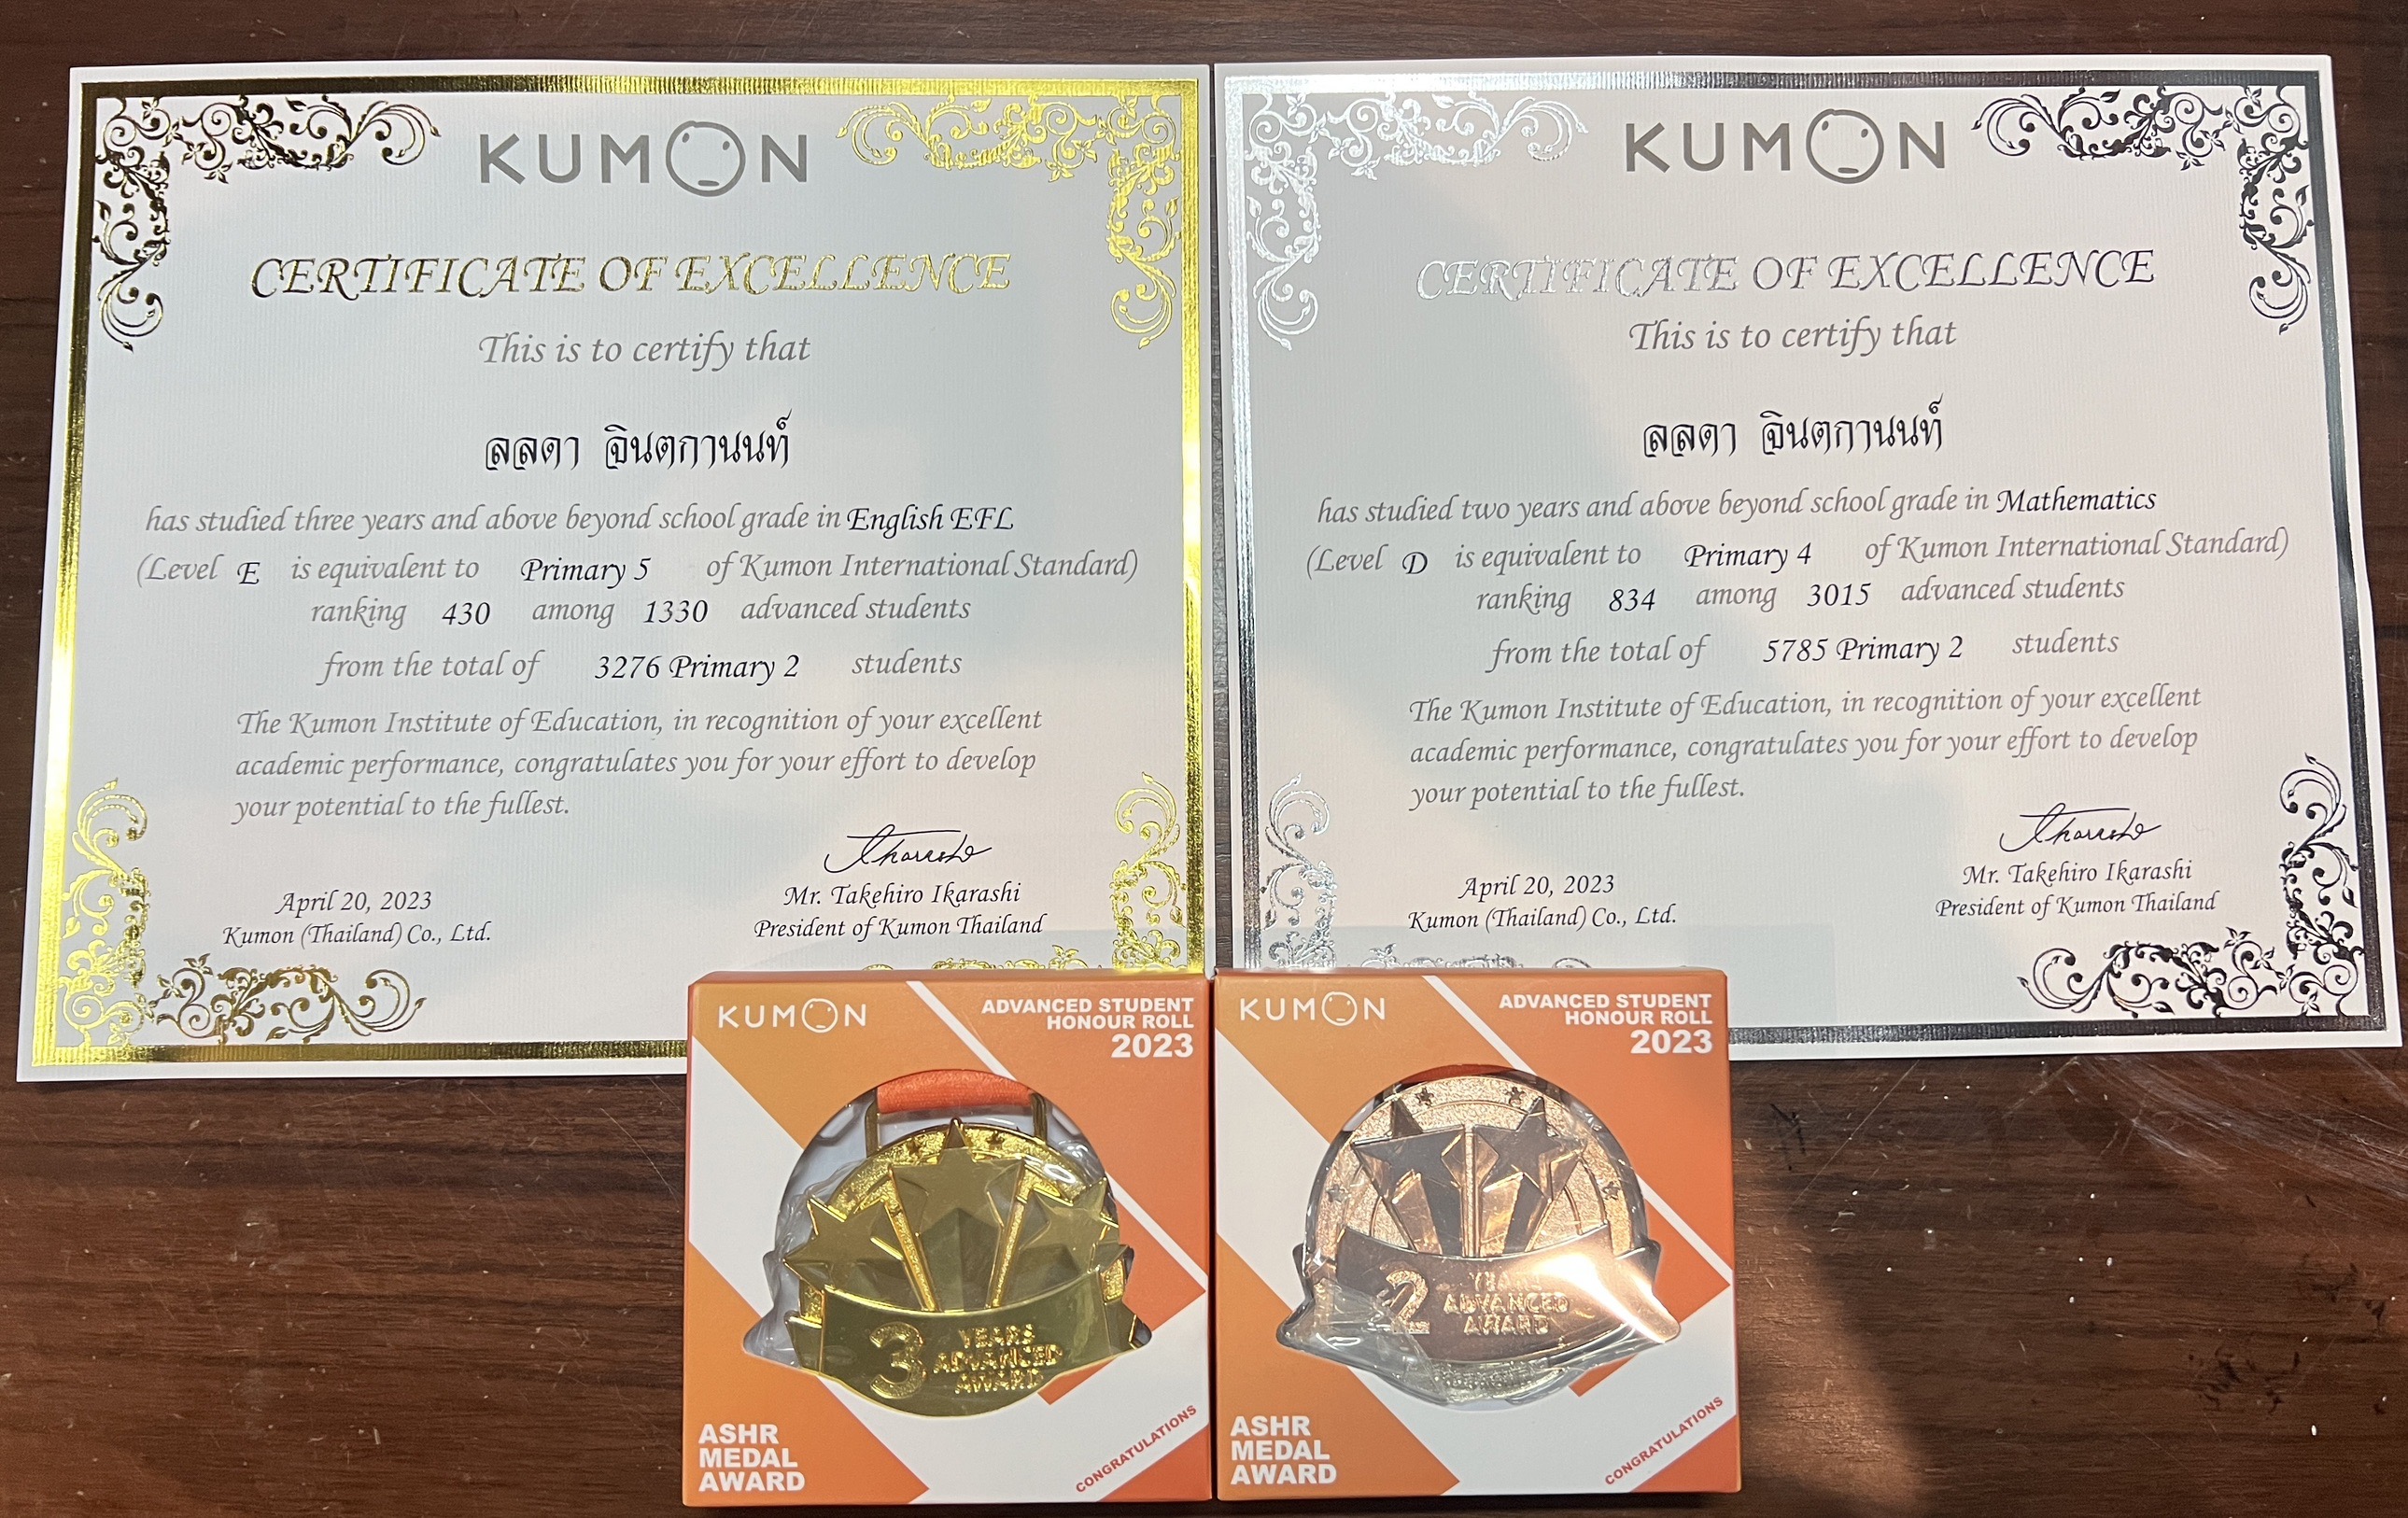 KUMON
CERTIFICATE OF EXCELLENCE
This is to certify that
ลลดา จินตกานนท์
has studied three years and above beyond school grade in English EFL
(Level E is equivalent to Primary 5 of Kumon International Standard)
ranking 430 among 1330 advanced students
from the total of 3276 Primary 2 students
The Kumon Institute of Education, in recognition of your excellent
academic performance, congratulates you for your effort to develop
your potential to the fullest.
April 20, 2023
Kumon (Thailand) Co., Ltd.
Mr. Takehiro Ikarashi
President of Kumon Thailand
KUMON
CERTIFICATE OF EXCELLENCE
This is to certify that
ลลดา จินตกานนท์
has studied two years and above beyond school grade in Mathematics
(Level D is equivalent to Primary 4 of Kumon International Standard)
ranking 834 among 3015 advanced students
from the total of 5785 Primary 2 students
The Kumon Institute of Education, in recognition of your excellent
academic performance, congratulates you for your effort to develop
your potential to the fullest.
April 20, 2023
Kumon (Thailand) Co., Ltd.
Mr. Takehiro Ikarashi
President of Kumon Thailand
KUMON
ADVANCED STUDENT
HONOUR ROLL
2023
3 YEARS
ADVANCED
AWARD
ASHR
MEDAL
AWARD
CONGRATULATIONS
KUMON
ADVANCED STUDENT
HONOUR ROLL
2023
2 YEARS
ADVANCED
AWARD
ASHR
MEDAL
AWARD
CONGRATULATIONS